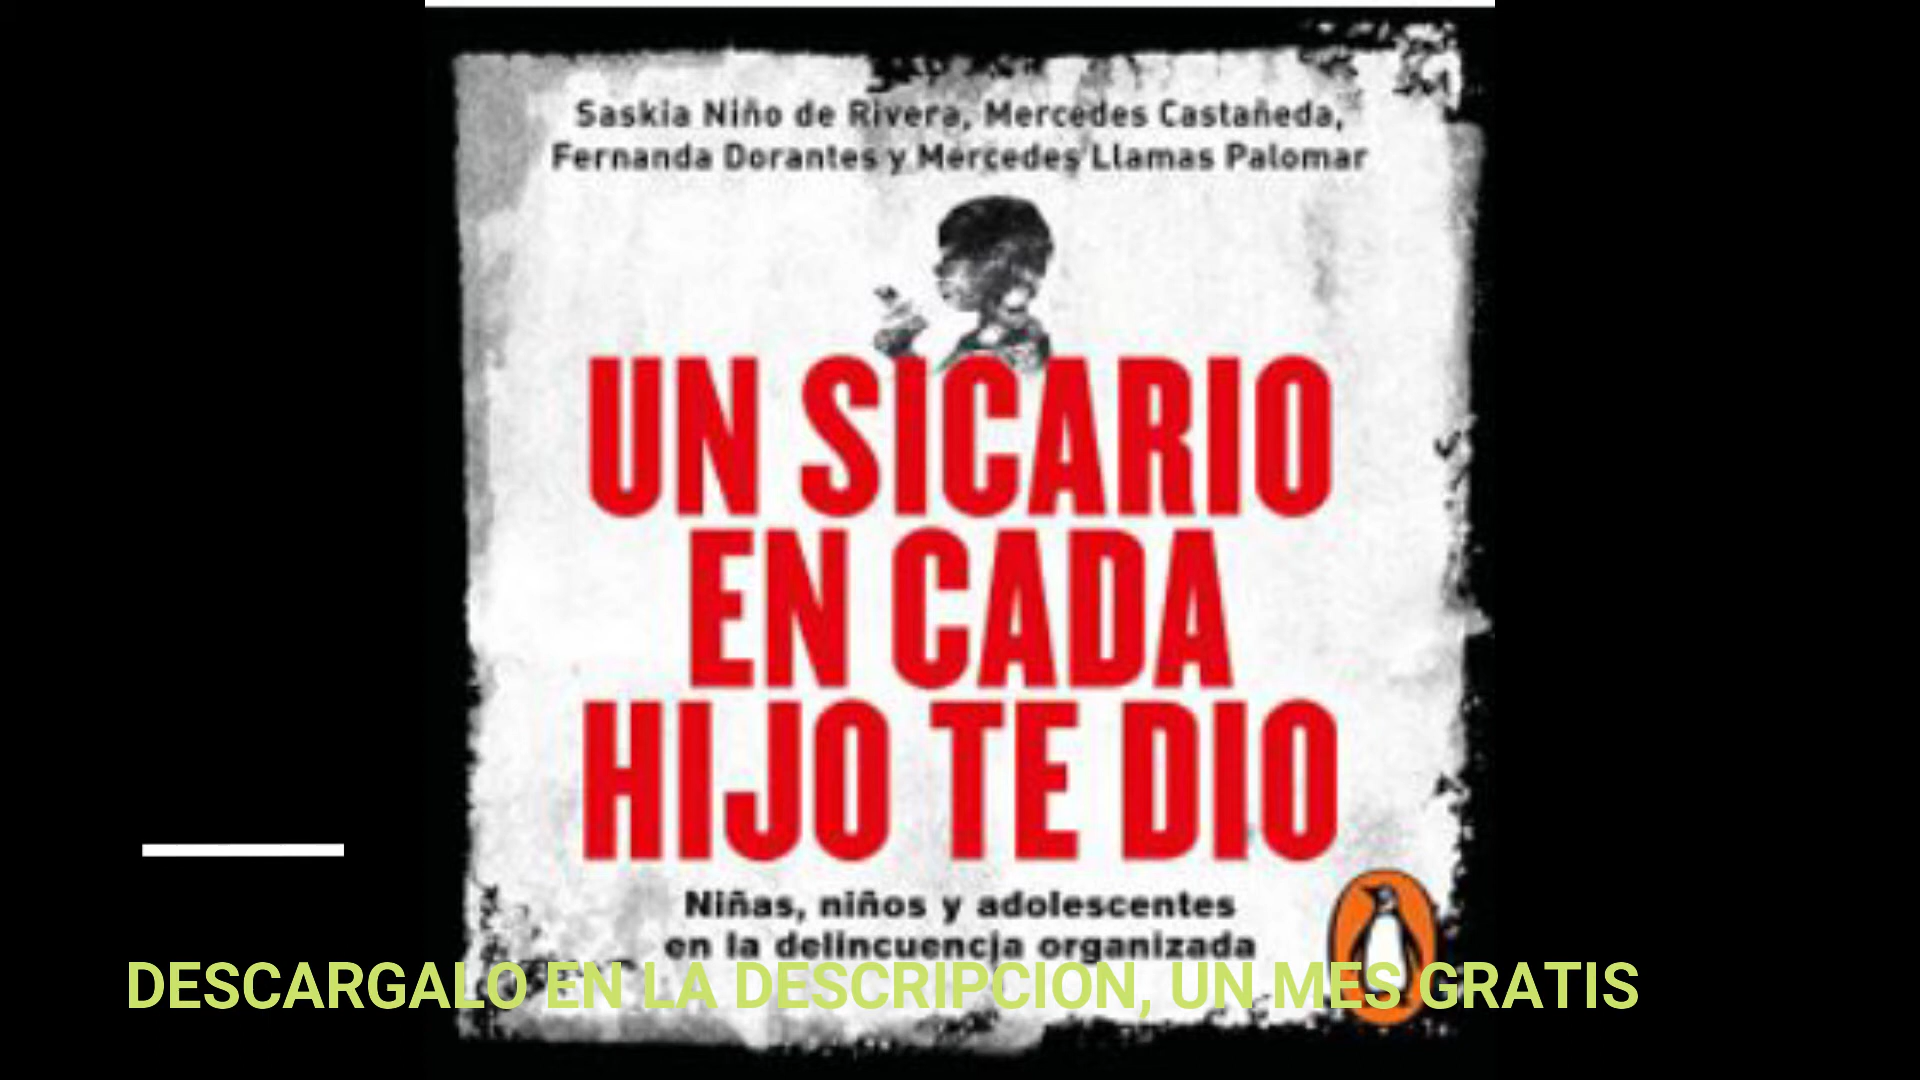 Saskia Niño de Rivera, Mercedes Castañeda,
Fernanda Dorantes y Mercedes Llamas Palomar
UN SICARIO
EN CADA
HIJO TE DIO
Niñas, niños y adolescentes
en la delincuencia organizada
DESCARGALO EN LA DESCRIPCION, UN MES GRATIS